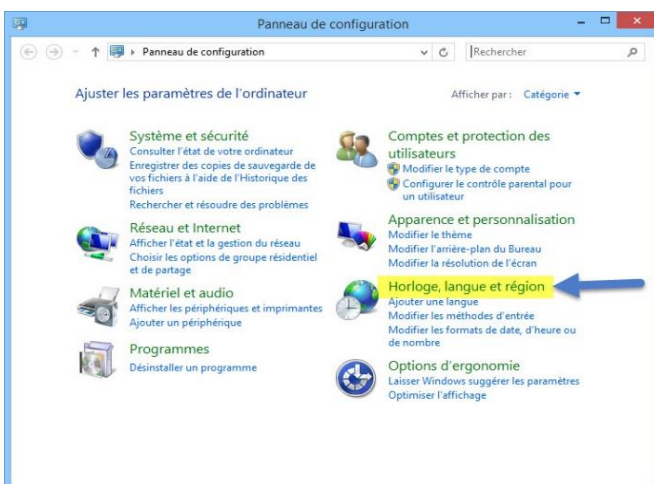 Panneau de configuration
Panneau de configuration
Rechercher
Ajuster les paramètres de l'ordinateur
Afficher par : Catégorie
Système et sécurité
Consulter l'état de votre ordinateur
Enregistrer des copies de sauvegarde de
vos fichiers à l'aide de l'Historique des
fichiers
Rechercher et résoudre des problèmes
Réseau et Internet
Afficher l'état et la gestion du réseau
Choisir les options de groupe résidentiel
et de partage
Matériel et audio
Afficher les périphériques et imprimantes
Ajouter un périphérique
Programmes
Désinstaller un programme
Comptes et protection des
utilisateurs
Modifier le type de compte
Configurer le contrôle parental pour
un utilisateur
Apparence et personnalisation
Modifier le thème
Modifier l'arrière-plan du Bureau
Modifier la résolution de l'écran
Horloge, langue et région
Ajouter une langue
Modifier les méthodes d'entrée
Modifier les formats de date, d'heure ou
de nombre
Options d'ergonomie
Laisser Windows suggérer les paramètres
Optimiser l'affichage